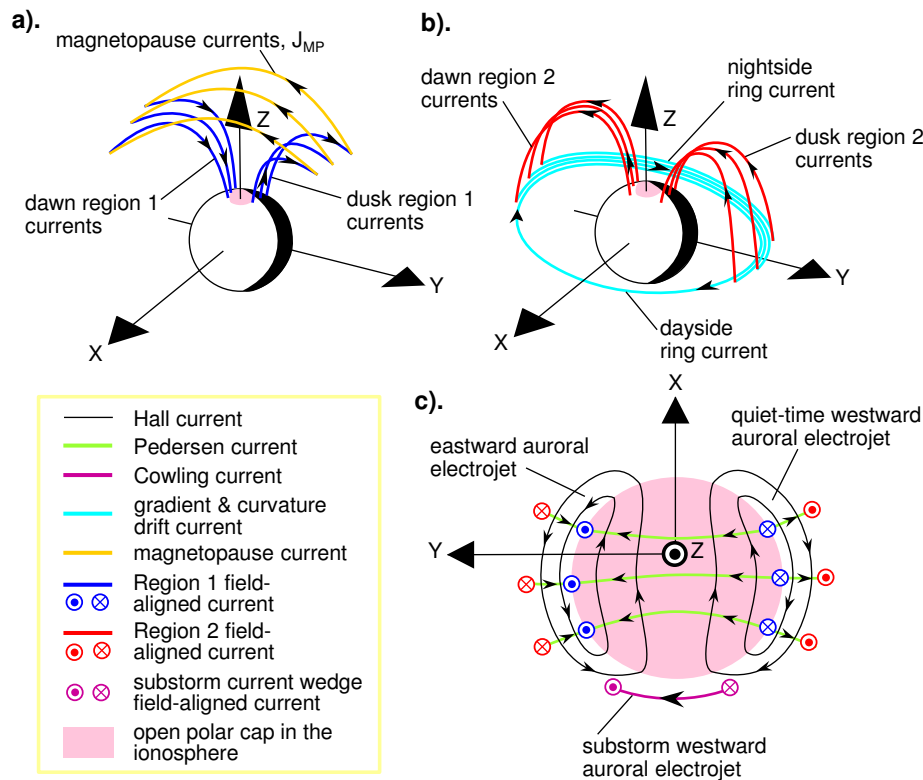 a).
magnetopause currents, J_MP
Z
dawn region 1
currents
dusk region 1
currents
Y
X
b).
dawn region 2
currents
nightside
ring current
Z
dusk region 2
currents
Y
X
dayside
ring current
Hall current
Pedersen current
Cowling current
gradient & curvature
drift current
magnetopause current
Region 1 field-
aligned current
Region 2 field-
aligned current
substorm current wedge
field-aligned current
open polar cap in the
ionosphere
c).
X
quiet-time westward
auroral electrojet
eastward auroral
electrojet
Y
Z
substorm westward
auroral electrojet